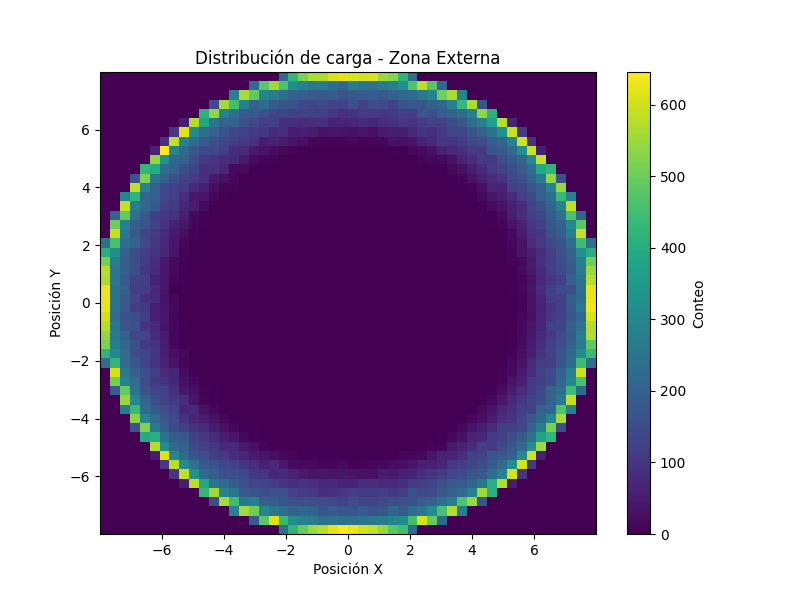 Distribución de carga - Zona Externa
Posición Y
6
4
2
0
−2
−4
−6
−6 −4 −2 0 2 4 6
Posición X
600
500
400
300
200
100
0
Conteo